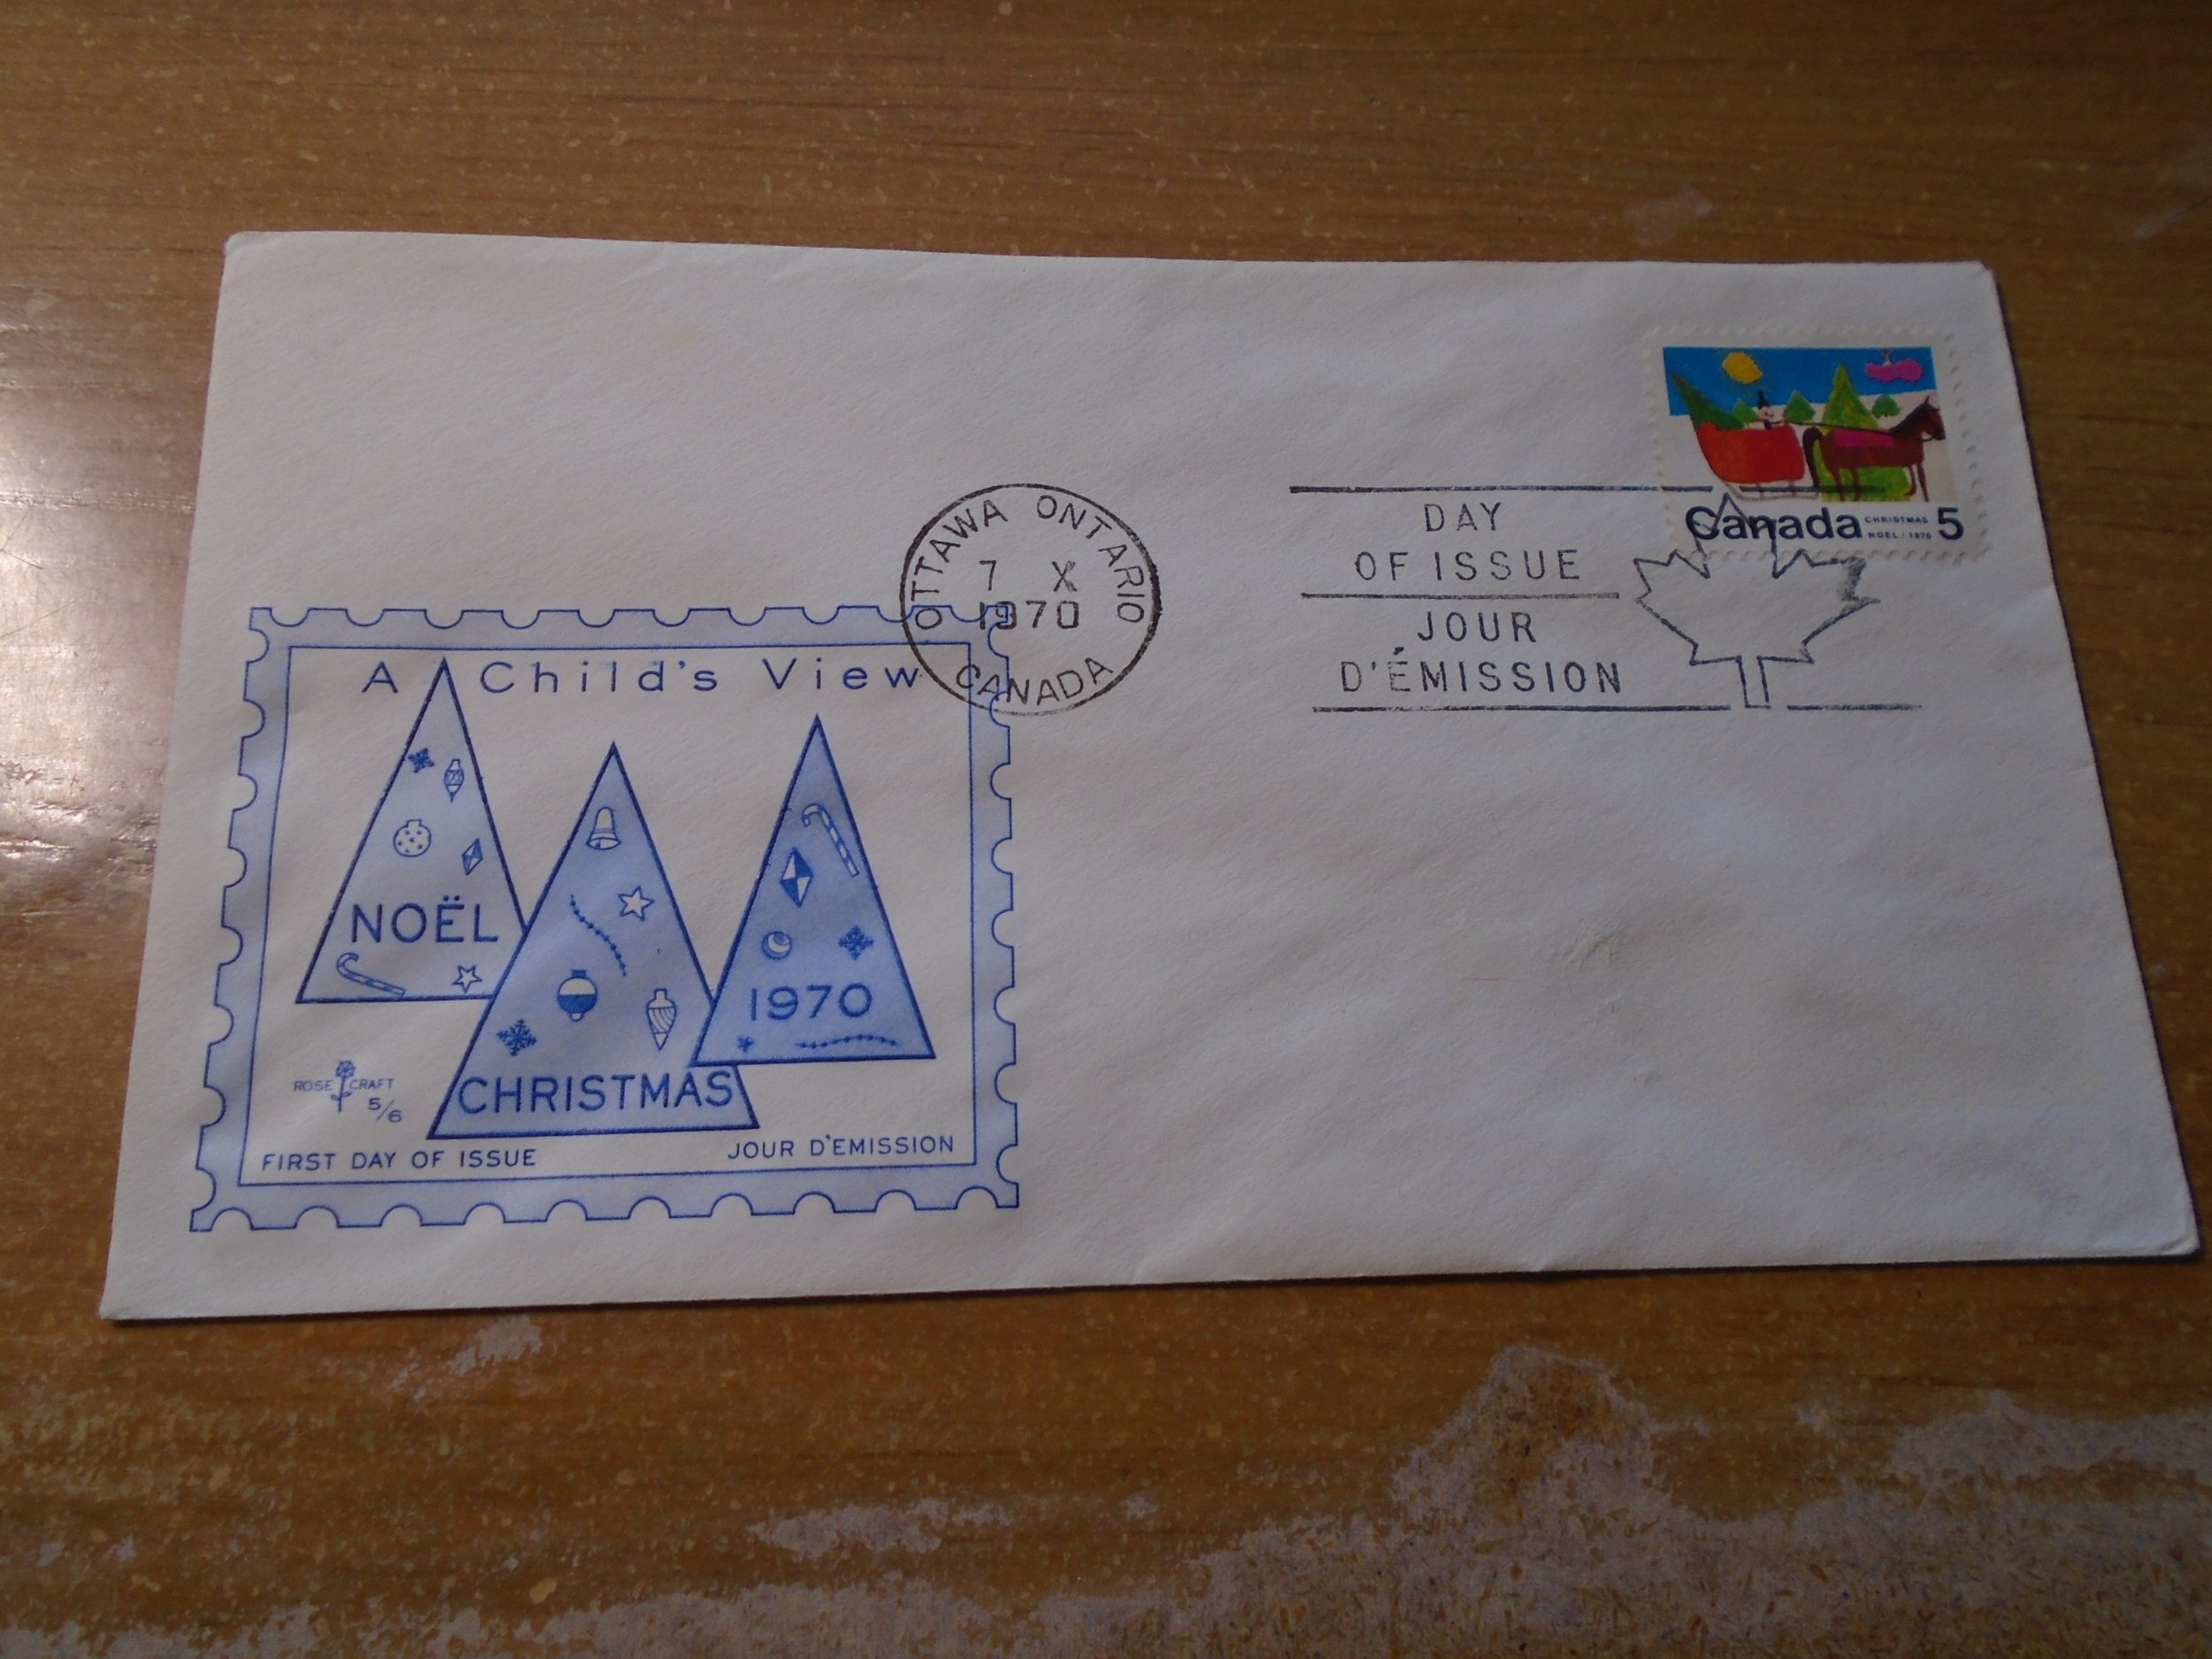 Canada CHRISTMAS NOEL / 1970 5
OTTAWA ONTARIO
7 X
1970
CANADA
DAY
OF ISSUE
JOUR
D'ÉMISSION
A Child's View
NOËL
1970
CHRISTMAS
ROSE CRAFT
5/6
FIRST DAY OF ISSUE JOUR D'EMISSION